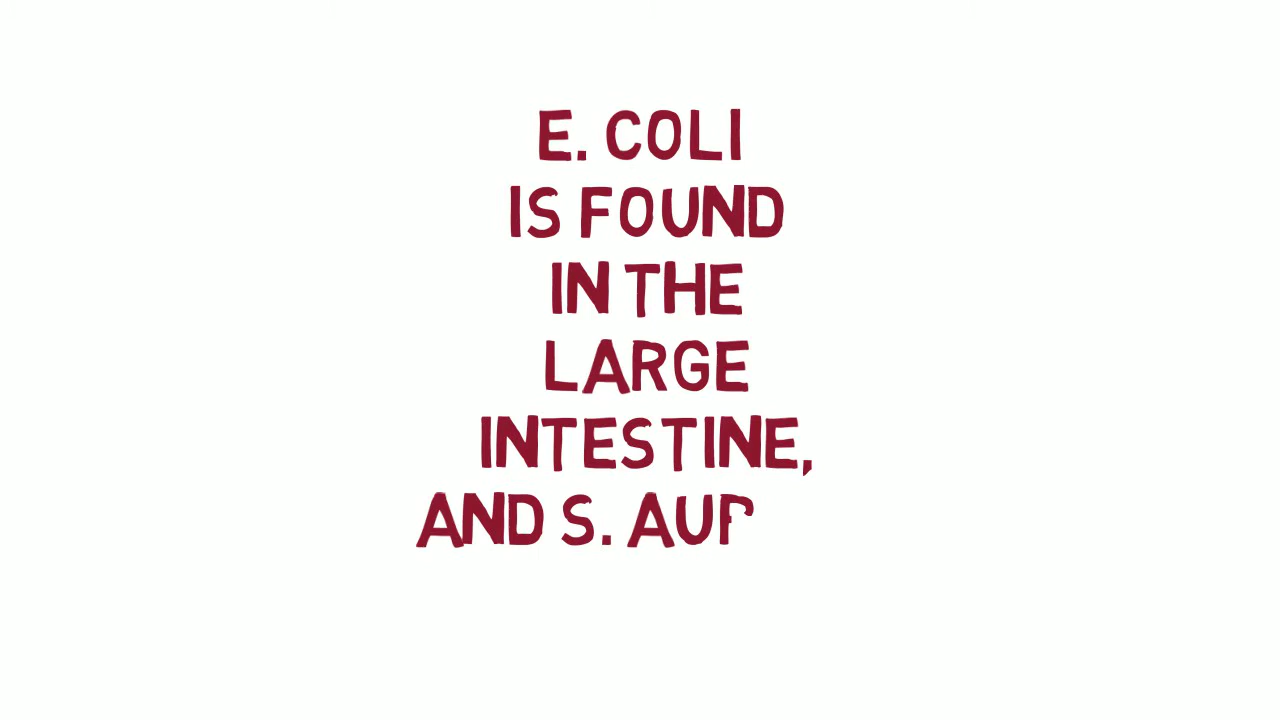 E. COLI
IS FOUND
IN THE
LARGE
INTESTINE,
AND S.